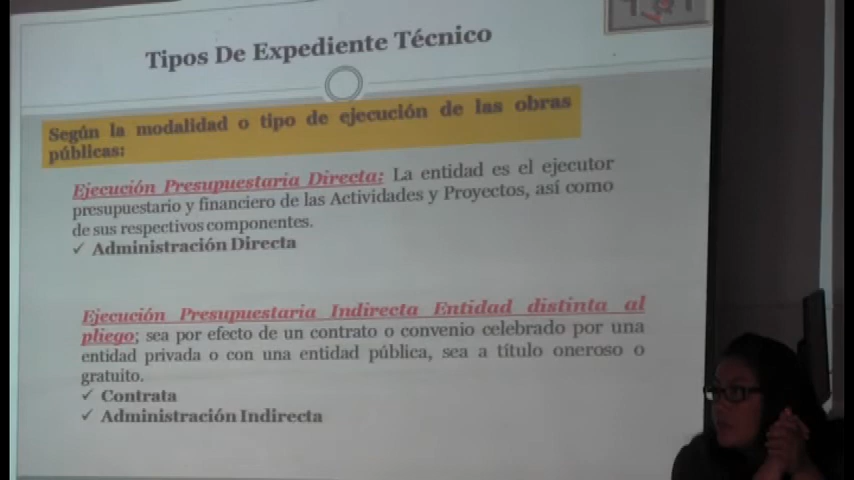 Tipos De Expediente Técnico
Según la modalidad o tipo de ejecución de las obras
públicas:
Ejecución Presupuestaria Directa: La entidad es el ejecutor
presupuestario y financiero de las Actividades y Proyectos, así como
de sus respectivos componentes.
✓ Administración Directa
Ejecución Presupuestaria Indirecta Entidad distinta al
pliego; sea por efecto de un contrato o convenio celebrado por una
entidad privada o con una entidad pública, sea a título oneroso o
gratuito.
✓ Contrata
✓ Administración Indirecta